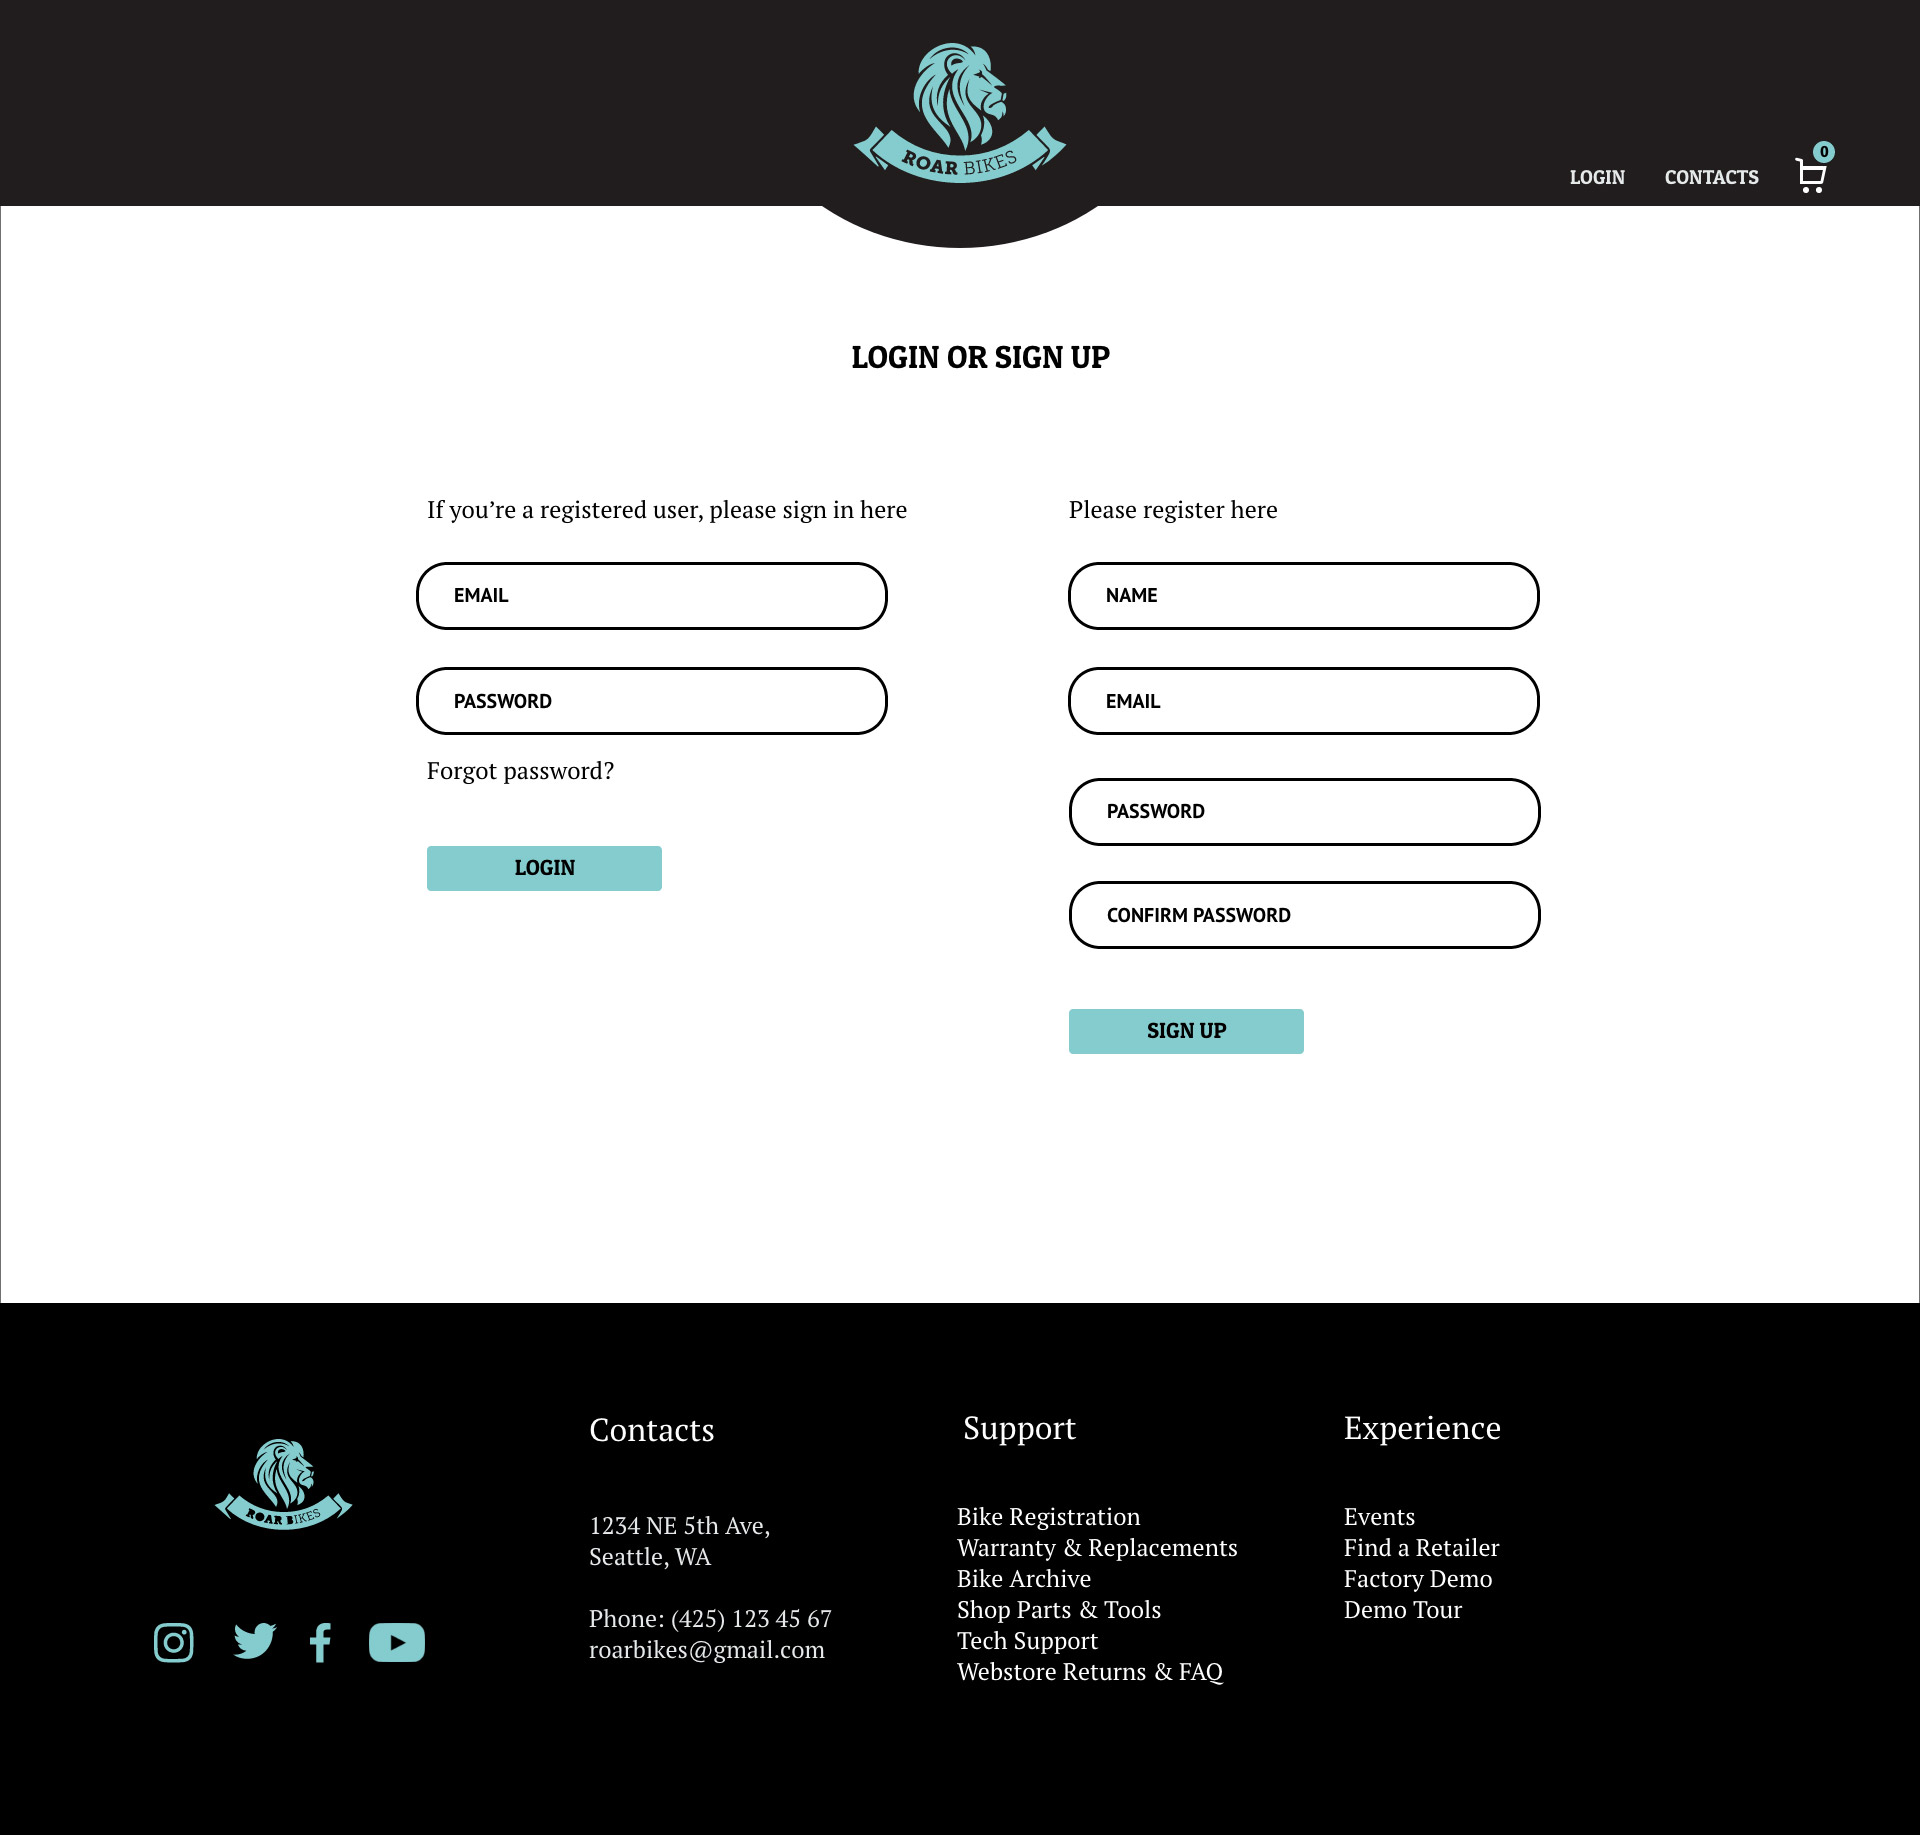 ROAR BIKES
0
LOGIN
CONTACTS
LOGIN OR SIGN UP
If you’re a registered user, please sign in here
EMAIL
PASSWORD
Forgot password?
LOGIN
Please register here
NAME
EMAIL
PASSWORD
CONFIRM PASSWORD
SIGN UP
ROAR BIKES
Contacts
1234 NE 5th Ave,
Seattle, WA
Phone: (425) 123 45 67
roarbikes@gmail.com
Support
Bike Registration
Warranty & Replacements
Bike Archive
Shop Parts & Tools
Tech Support
Webstore Returns & FAQ
Experience
Events
Find a Retailer
Factory Demo
Demo Tour